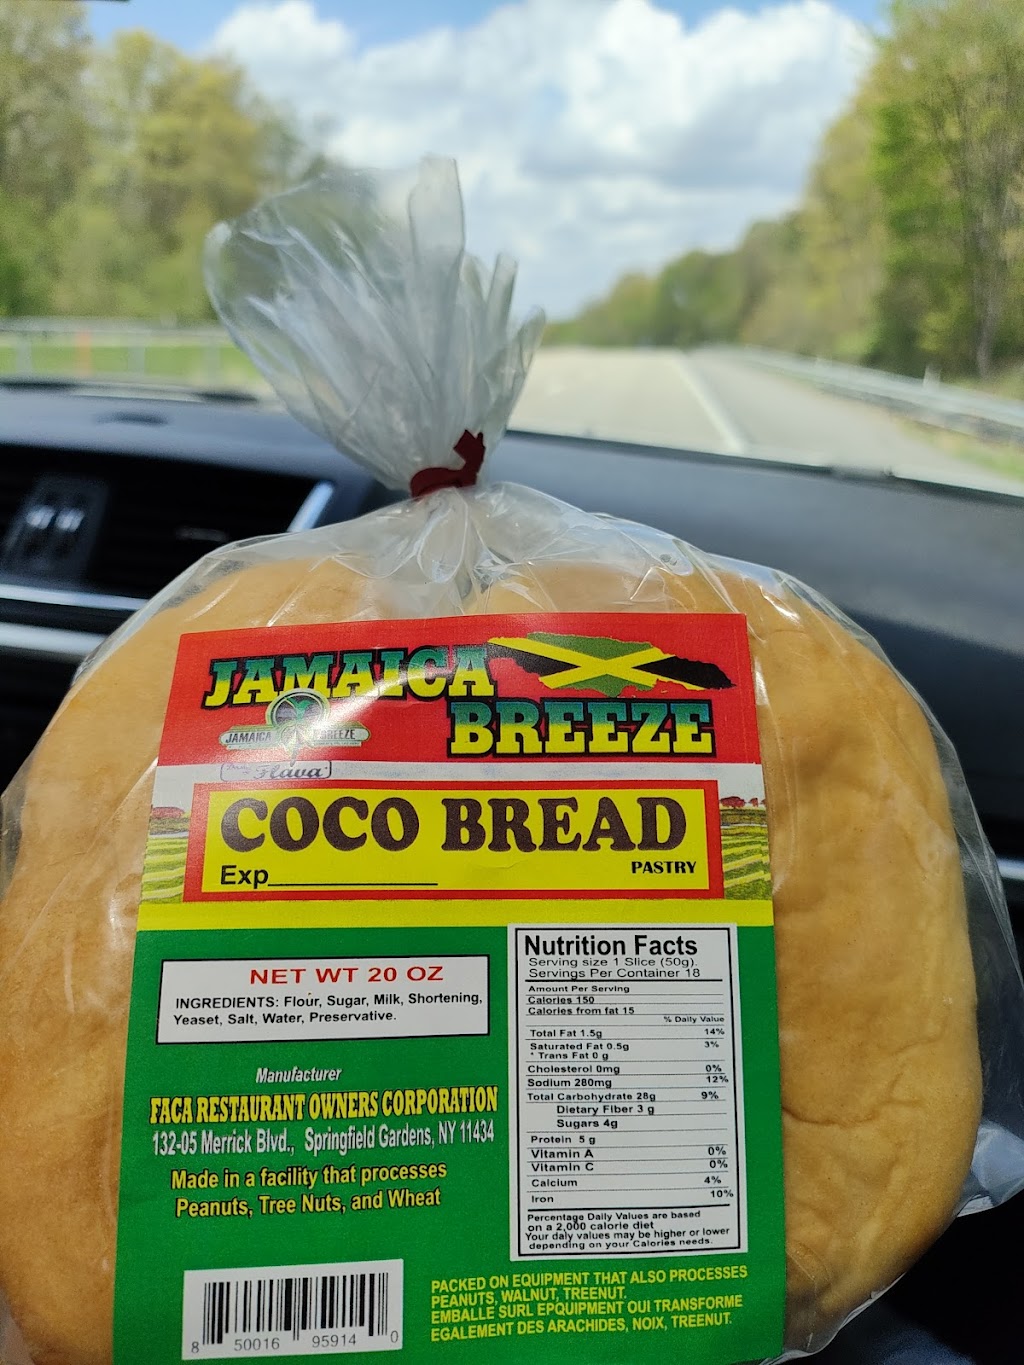 JAMAICA
BREEZE
JAMAICA BREEZE
Flava
COCO BREAD
Exp___________
PASTRY
NET WT 20 OZ
INGREDIENTS: Flour, Sugar, Milk, Shortening,
Yeaset, Salt, Water, Preservative.
Manufacturer
FACA RESTAURANT OWNERS CORPORATION
132-05 Merrick Blvd., Springfield Gardens, NY 11434
Made in a facility that processes
Peanuts, Tree Nuts, and Wheat
8 50016 95914 0
Nutrition Facts
Serving size 1 Slice (50g).
Servings Per Container 18
Amount Per Serving
Calories 150
Calories from fat 15
% Daily Value
Total Fat 1.5g 14%
Saturated Fat 0.5g 3%
* Trans Fat 0 g
Cholesterol 0mg 0%
Sodium 280mg 12%
Total Carbohydrate 28g 9%
Dietary Fiber 3 g
Sugars 4g
Protein 5 g
Vitamin A 0%
Vitamin C 0%
Calcium 4%
Iron 10%
Percentage Daily Values are based
on a 2,000 calorie diet
Your daly values may be higher or lower
depending on your Calories needs.
PACKED ON EQUIPMENT THAT ALSO PROCESSES
PEANUTS, WALNUT, TREENUT.
EMBALLE SURL EPQUIPMENT OUI TRANSFORME
EGALEMENT DES ARACHIDES, NOIX, TREENUT.